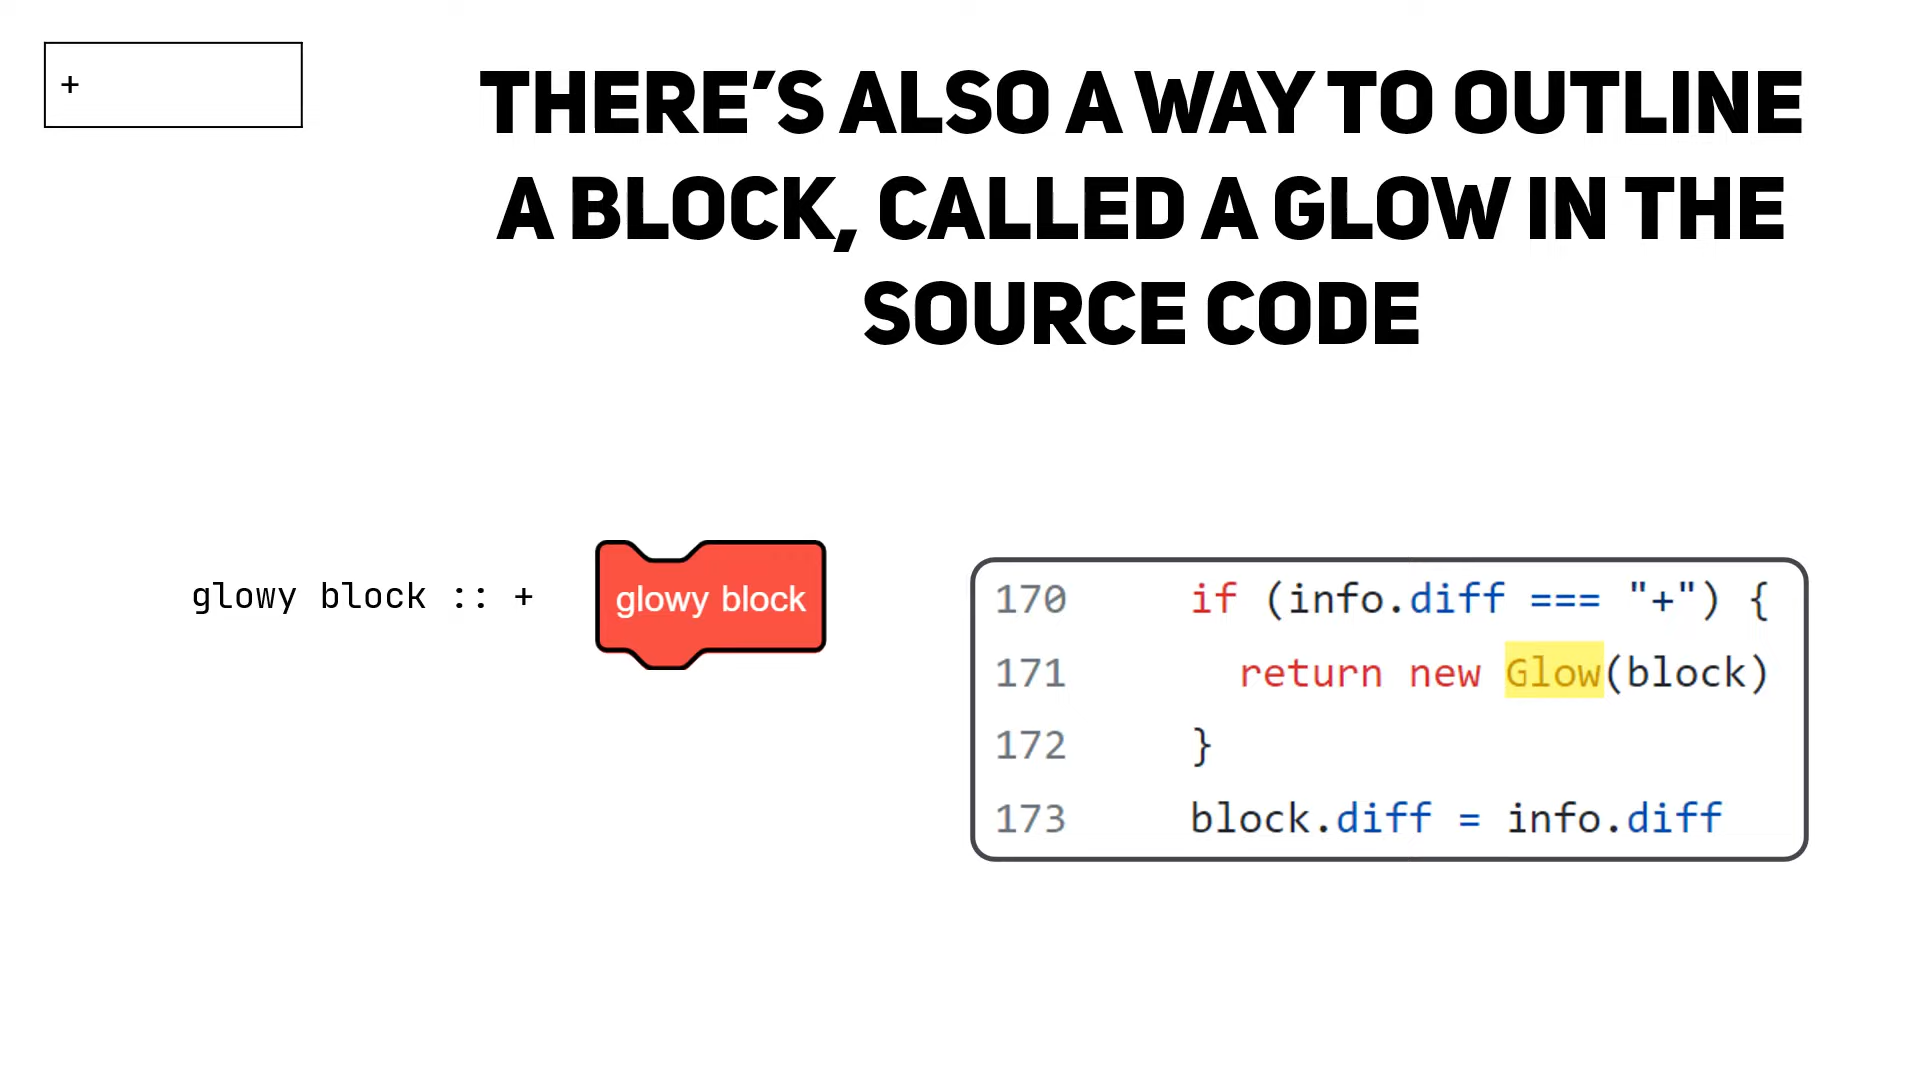 +
THERE'S ALSO A WAY TO OUTLINE
A BLOCK, CALLED A GLOW IN THE
SOURCE CODE
glowy block :: +
glowy block
170 if (info.diff === "+") {
171 return new Glow(block)
172 }
173 block.diff = info.diff